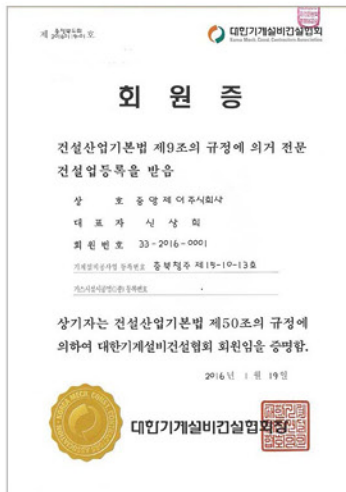 제 호
대한기계설비건설협회
Korea Mech. Const. Contractors Association
회 원 증
건설산업기본법 제9조의 규정에 의거 전문
건설업등록을 받음
상 호 중앙제어주식회사
대 표 자 신상희
회원번호 33-2016-0001
기계설비공사업 등록번호 충북청주 제15-10-13호
가스시설시공업(1종) 등록번호
상기자는 건설산업기본법 제50조의 규정에
의하여 대한기계설비건설협회 회원임을 증명함.
2016년 1월 19일
대한기계설비건설협회장